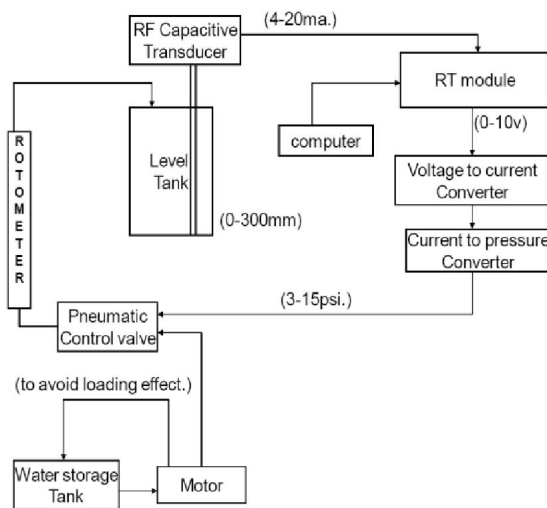 RF Capacitive
Transducer
(4-20ma.)
RT module
(0-10v)
computer
Level
Tank
(0-300mm)
Voltage to current
Converter
Current to pressure
Converter
ROTOMETER
(3-15psi.)
Pneumatic
Control valve
(to avoid loading effect.)
Water storage
Tank
Motor